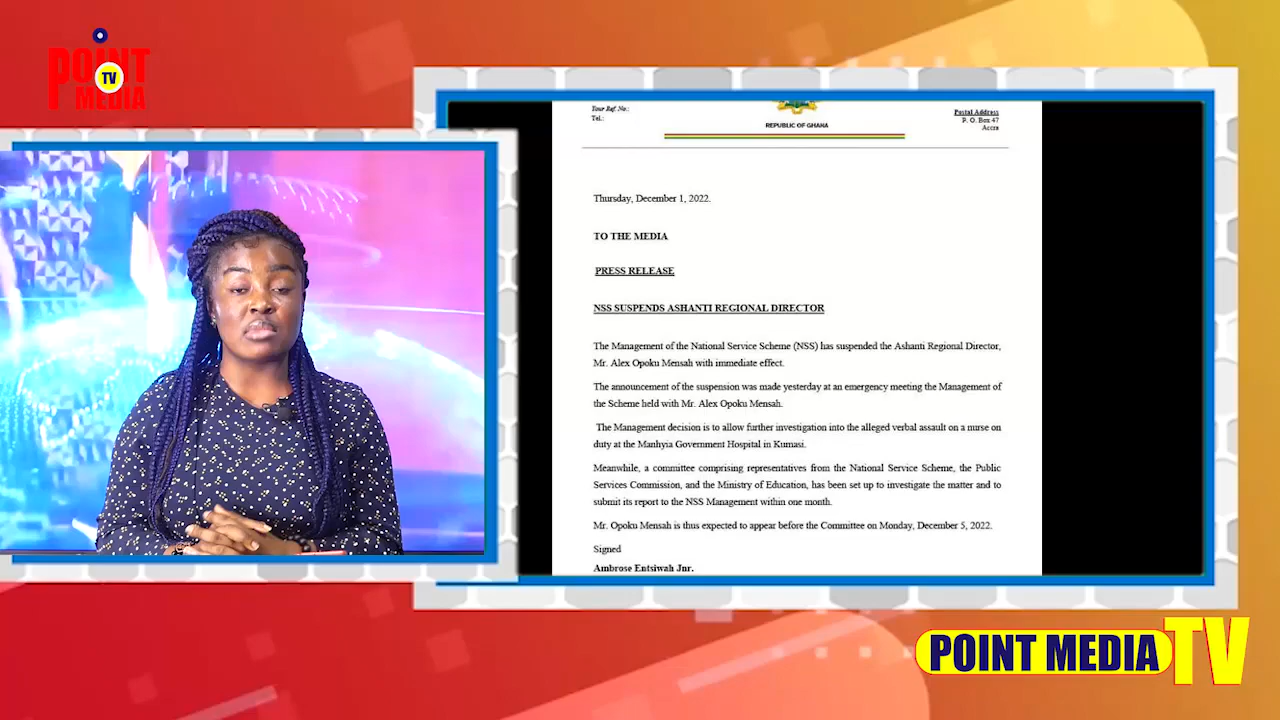 POINT
TV
MEDIA
Your Ref. No.:
Tel.:
REPUBLIC OF GHANA
Postal Address
P. O. Box 47
Accra
Thursday, December 1, 2022.
TO THE MEDIA
PRESS RELEASE
NSS SUSPENDS ASHANTI REGIONAL DIRECTOR
The Management of the National Service Scheme (NSS) has suspended the Ashanti Regional Director,
Mr. Alex Opoku Mensah with immediate effect.
The announcement of the suspension was made yesterday at an emergency meeting the Management of
the Scheme held with Mr. Alex Opoku Mensah.
The Management decision is to allow further investigation into the alleged verbal assault on a nurse on
duty at the Manhyia Government Hospital in Kumasi.
Meanwhile, a committee comprising representatives from the National Service Scheme, the Public
Services Commission, and the Ministry of Education, has been set up to investigate the matter and to
submit its report to the NSS Management within one month.
Mr. Opoku Mensah is thus expected to appear before the Committee on Monday, December 5, 2022.
Signed
Ambrose Entsiwah Jnr.
POINT MEDIA TV